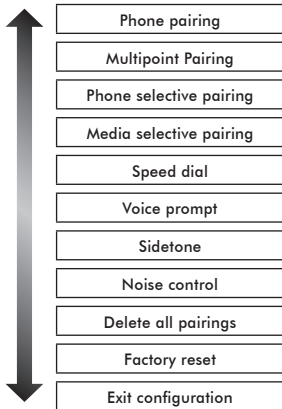 Phone pairing
Multipoint Pairing
Phone selective pairing
Media selective pairing
Speed dial
Voice prompt
Sidetone
Noise control
Delete all pairings
Factory reset
Exit configuration